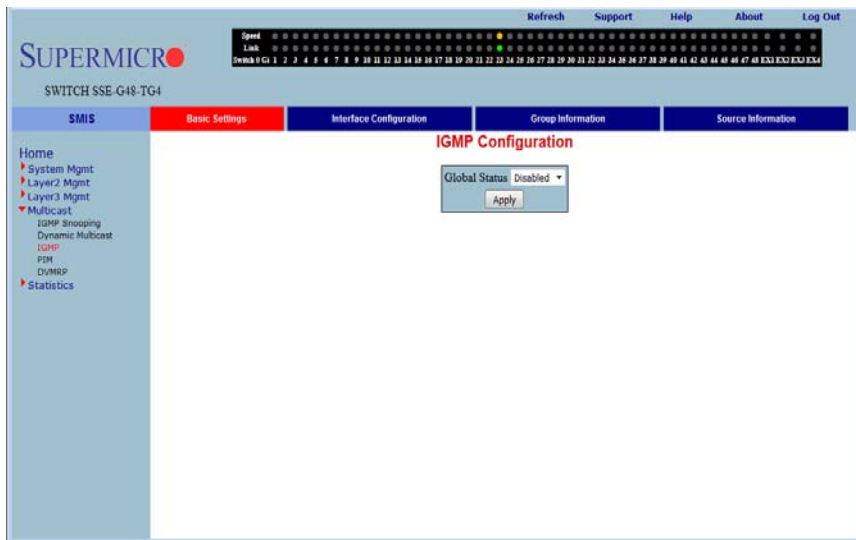 Refresh Support Help About Log Out
Speed
Link
Switch 0 Gi 1 2 3 4 5 6 7 8 9 10 11 12 13 14 15 16 17 18 19 20 21 22 23 24 25 26 27 28 29 30 31 32 33 34 35 36 37 38 39 40 41 42 43 44 45 46 47 48 EX1 EX2 EX3 EX4
SUPERMICRO
SWITCH SSE-G48-TG4
SMIS Basic Settings Interface Configuration Group Information Source Information
IGMP Configuration
Global Status Disabled
Apply
Home
System Mgmt
Layer2 Mgmt
Layer3 Mgmt
Multicast
IGMP Snooping
Dynamic Multicast
IGMP
PIM
DVMRP
Statistics